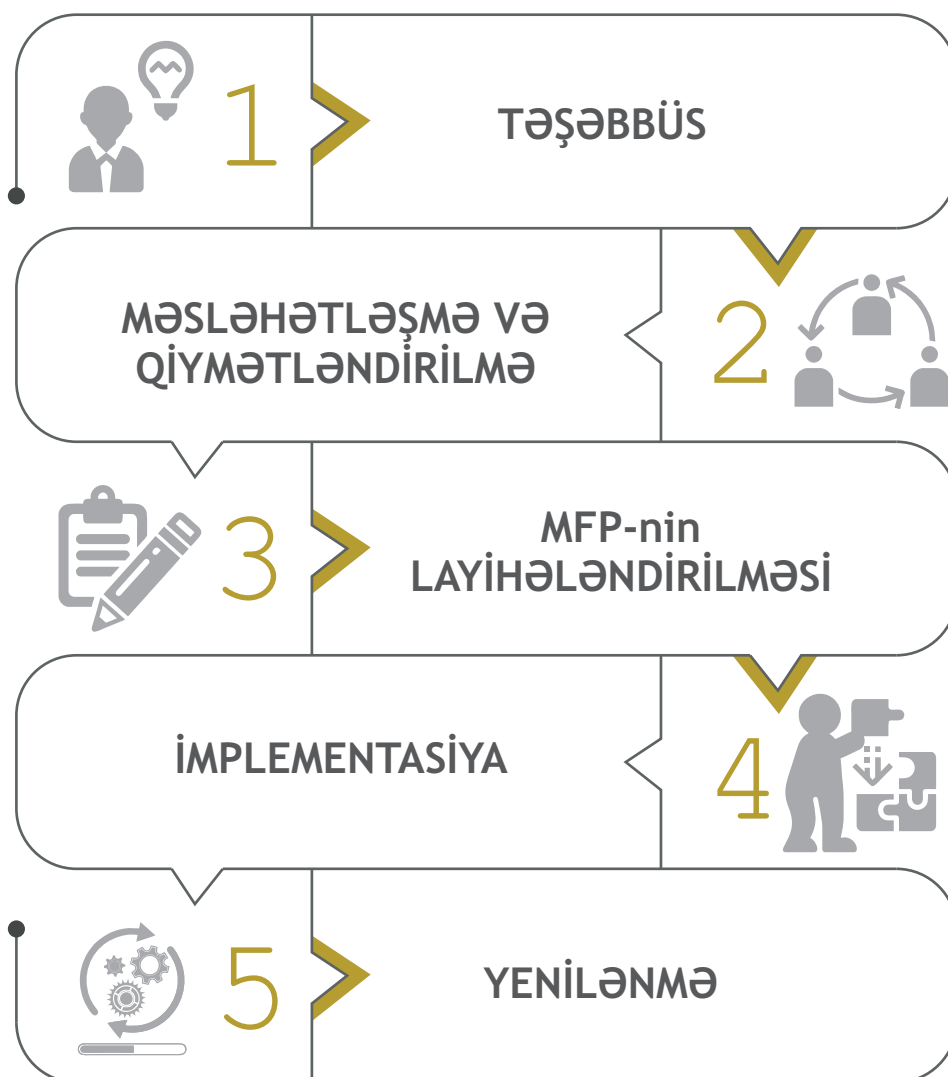 1
TƏŞƏBBÜS
MƏSLƏHƏTLƏŞMƏ VƏ
QİYMƏTLƏNDİRİLMƏ
2
3
MFP-nin
LAYİHƏLƏNDİRİLMƏSİ
İMPLEMENTASİYA
4
5
YENİLƏNMƏ